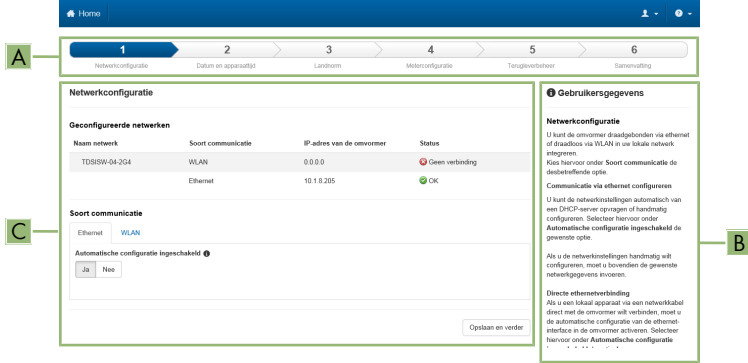 Home
A
1 2 3 4 5 6
Netwerkconfiguratie Datum en apparaattijd Landnorm Meterconfiguratie Terugleverbeheer Samenvatting
Netwerkconfiguratie
Geconfigureerde netwerken
Naam netwerk Soort communicatie IP-adres van de omvormer Status
TDSISW-04-2G4 WLAN 0.0.0.0 Geen verbinding
Ethernet 10.1.8.205 OK
Soort communicatie
C
Ethernet WLAN
Automatische configuratie ingeschakeld
Ja Nee
Opslaan en verder
Gebruikersgegevens
Netwerkconfiguratie
U kunt de omvormer draadgebonden via ethernet
of draadloos via WLAN in uw lokale netwerk
integreren.
Kies hiervoor onder Soort communicatie de
desbetreffende optie.
Communicatie via ethernet configureren
U kunt de netwerkinstellingen automatisch van
een DHCP-server opvragen of handmatig
configureren. Selecteer hiervoor onder
Automatische configuratie ingeschakeld de
gewenste optie.
B
Als u de netwerkinstellingen handmatig wilt
configureren, moet u bovendien de gewenste
netwerkgegevens invoeren.
Directe ethernetverbinding
Als u een lokaal apparaat via een netwerkkabel
direct met de omvormer wilt verbinden, moet u
de automatische configuratie van de ethernet-
interface in de omvormer activeren. Selecteer
hiervoor onder Automatische configuratie